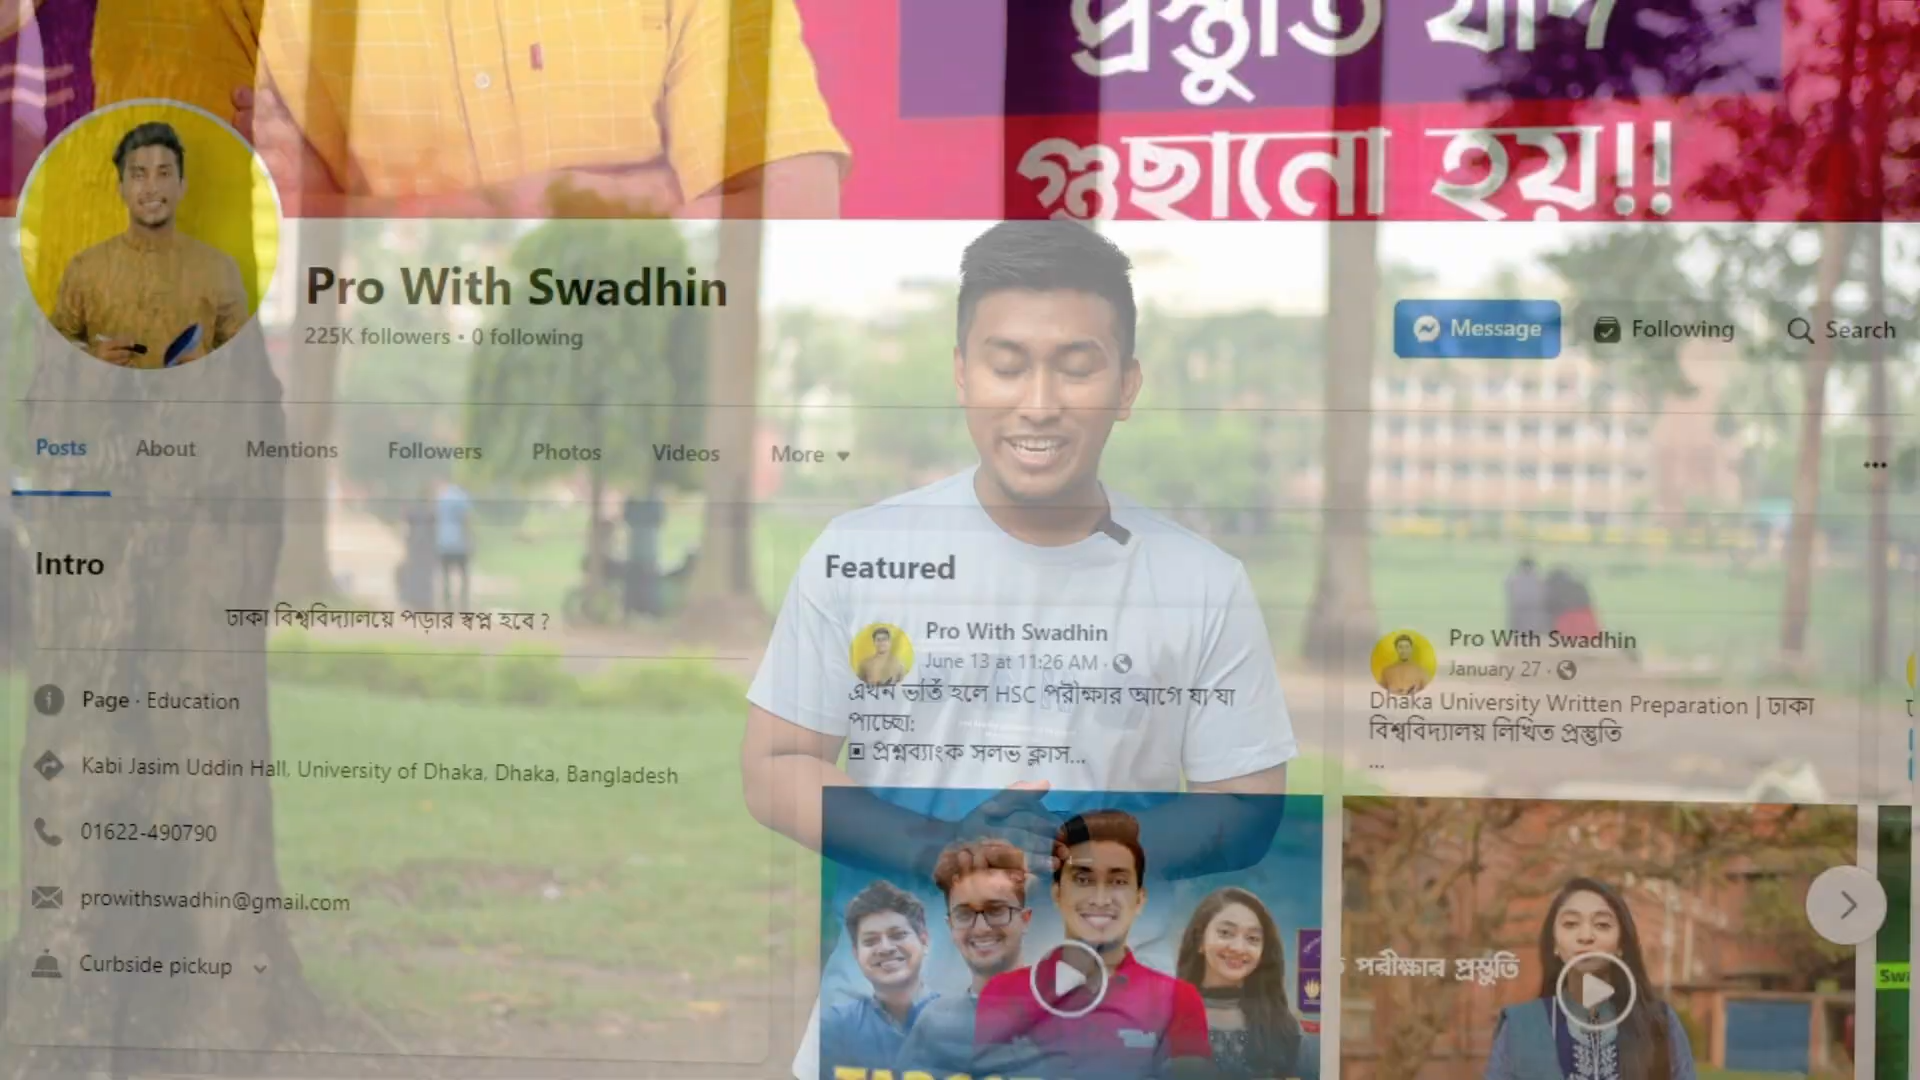 প্রস্তুতি যদি
গুছানো হয়!!
Pro With Swadhin
225K followers • 0 following
Message
Following
Search
Posts
About
Mentions
Followers
Photos
Videos
More
Intro
ঢাকা বিশ্ববিদ্যালয়ে পড়ার স্বপ্ন হবে ?
Page · Education
Kabi Jasim Uddin Hall, University of Dhaka, Dhaka, Bangladesh
01622-490790
prowithswadhin@gmail.com
Curbside pickup
Featured
Pro With Swadhin
June 13 at 11:26 AM ·
এখন ভর্তি হলে HSC পরীক্ষার আগে যা যা
পাচ্ছো:
প্রশ্নব্যাংক সলভ ক্লাস...
Pro With Swadhin
January 27 ·
Dhaka University Written Preparation | ঢাকা
বিশ্ববিদ্যালয় লিখিত প্রস্তুতি
...
পরীক্ষার প্রস্তুতি